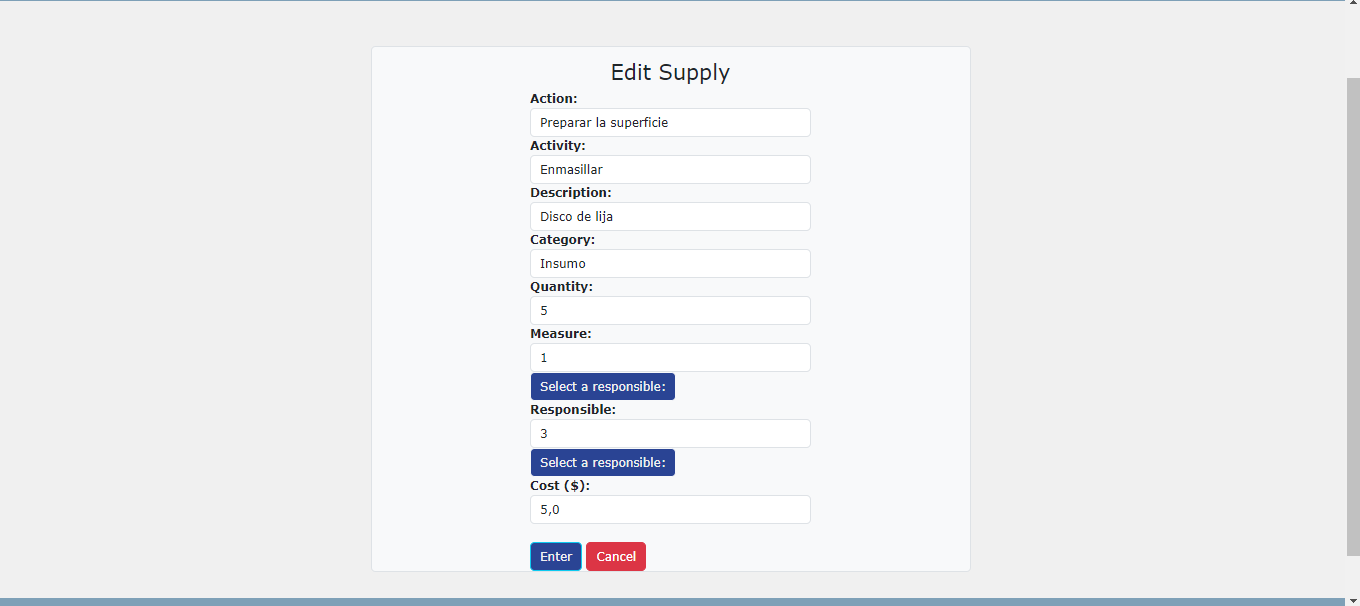 Edit Supply
Action:
Preparar la superficie
Activity:
Enmasillar
Description:
Disco de lija
Category:
Insumo
Quantity:
5
Measure:
1
Select a responsible:
Responsible:
3
Select a responsible:
Cost ($):
5,0
Enter Cancel